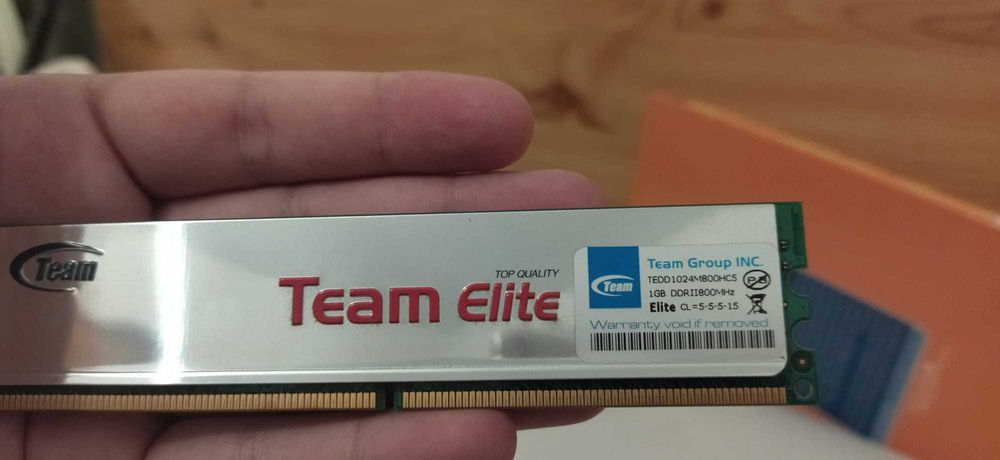 Team
TOP QUALITY
Team Elite
Team
Team Group INC.
TEDD1024M800HC5
1GB DDRII800MHz
Elite CL=5-5-5-15
Warranty void if removed
Pb